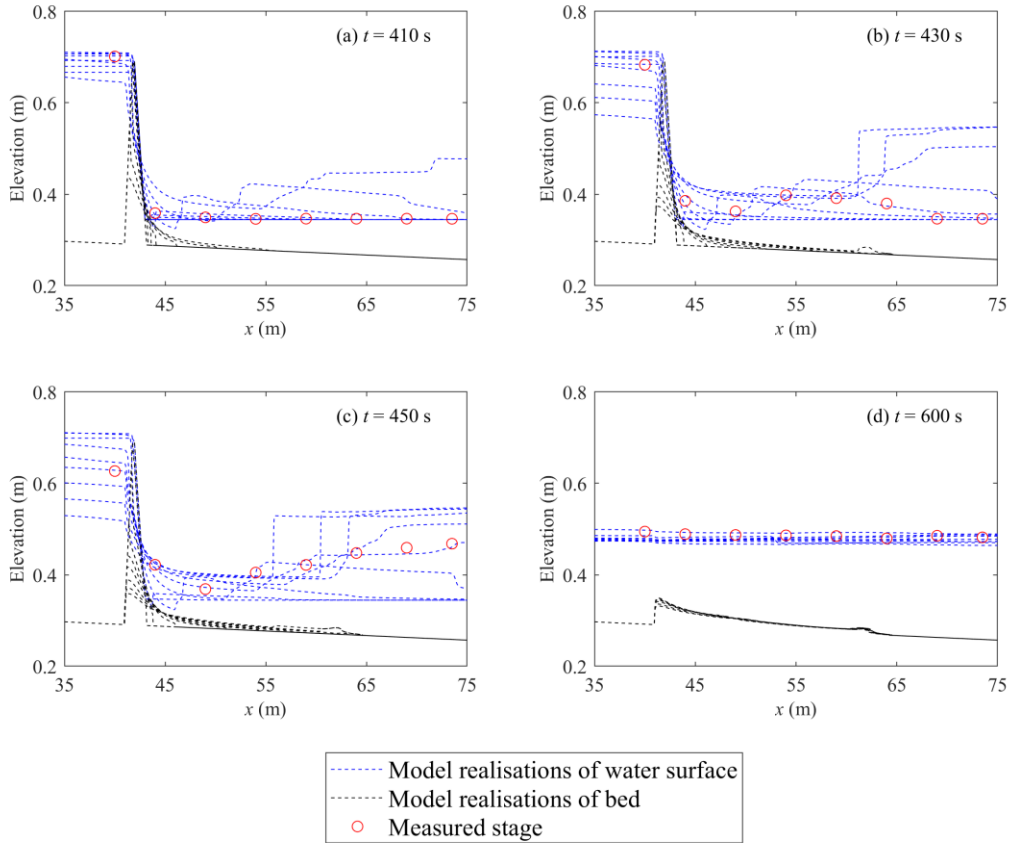 0.8
(a) t = 410 s
0.6
Elevation (m)
0.4
0.2
35 45 55 65 75
x (m)
0.8
(b) t = 430 s
0.6
Elevation (m)
0.4
0.2
35 45 55 65 75
x (m)
0.8
(c) t = 450 s
0.6
Elevation (m)
0.4
0.2
35 45 55 65 75
x (m)
0.8
(d) t = 600 s
0.6
Elevation (m)
0.4
0.2
35 45 55 65 75
x (m)
Model realisations of water surface
Model realisations of bed
Measured stage